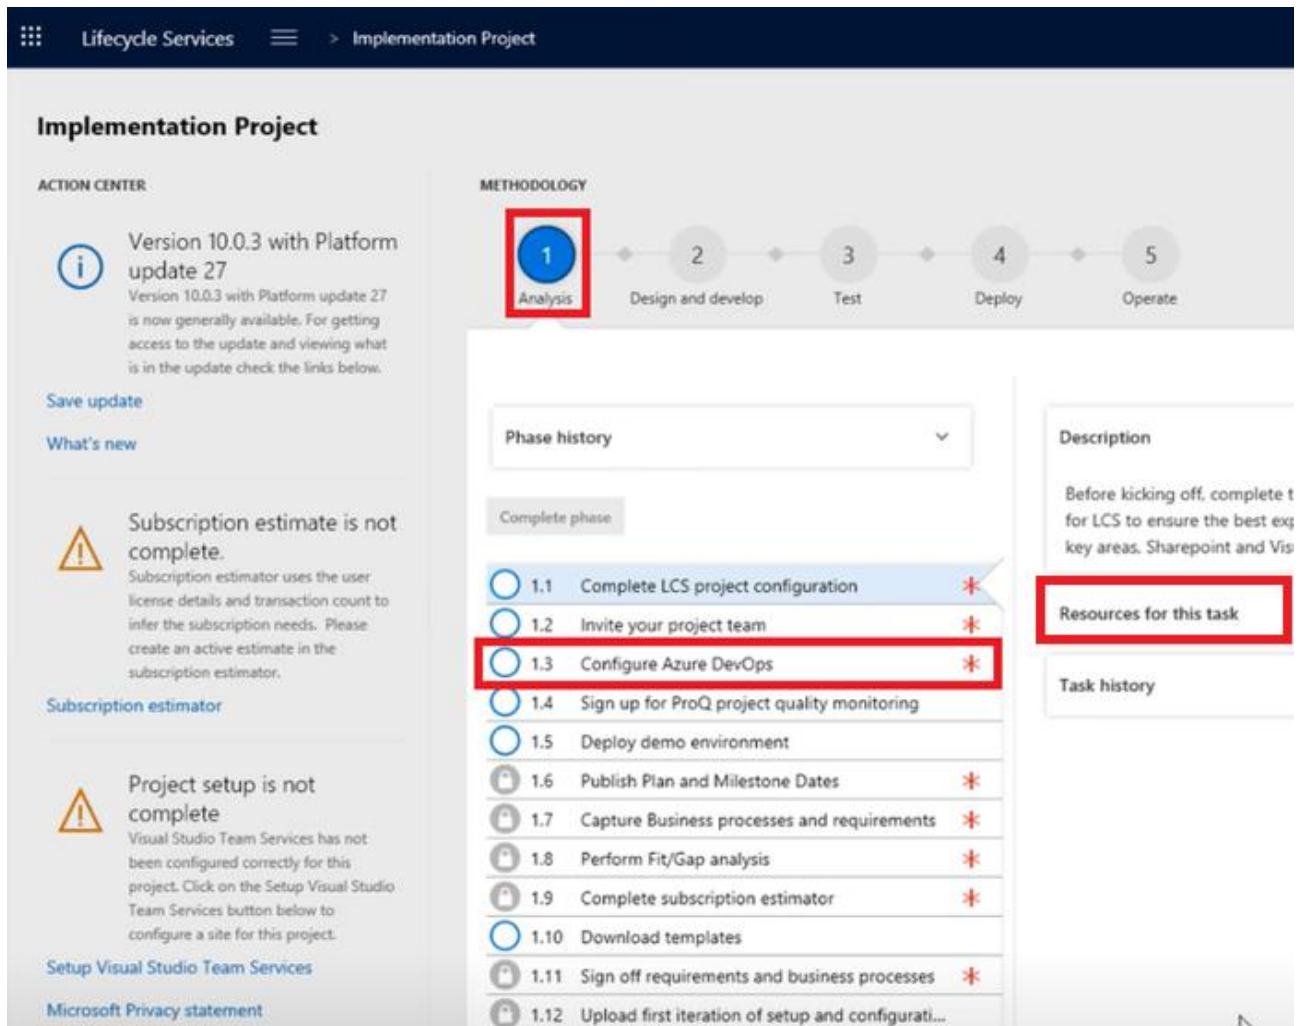 Lifecycle Services > Implementation Project
Implementation Project
ACTION CENTER
Version 10.0.3 with Platform
update 27
Version 10.0.3 with Platform update 27
is now generally available. For getting
access to the update and viewing what
is in the update check the links below.
Save update
What's new
Subscription estimate is not
complete.
Subscription estimator uses the user
license details and transaction count to
infer the subscription needs. Please
create an active estimate in the
subscription estimator.
Subscription estimator
Project setup is not
complete
Visual Studio Team Services has not
been configured correctly for this
project. Click on the Setup Visual Studio
Team Services button below to
configure a site for this project.
Setup Visual Studio Team Services
Microsoft Privacy statement
METHODOLOGY
1 2 3 4 5
Analysis Design and develop Test Deploy Operate
Phase history
Complete phase
1.1 Complete LCS project configuration *
1.2 Invite your project team *
1.3 Configure Azure DevOps *
1.4 Sign up for ProQ project quality monitoring
1.5 Deploy demo environment
1.6 Publish Plan and Milestone Dates *
1.7 Capture Business processes and requirements *
1.8 Perform Fit/Gap analysis *
1.9 Complete subscription estimator *
1.10 Download templates
1.11 Sign off requirements and business processes *
1.12 Upload first iteration of setup and configurati...
Description
Before kicking off, complete t
for LCS to ensure the best exp
key areas. Sharepoint and Vis
Resources for this task
Task history